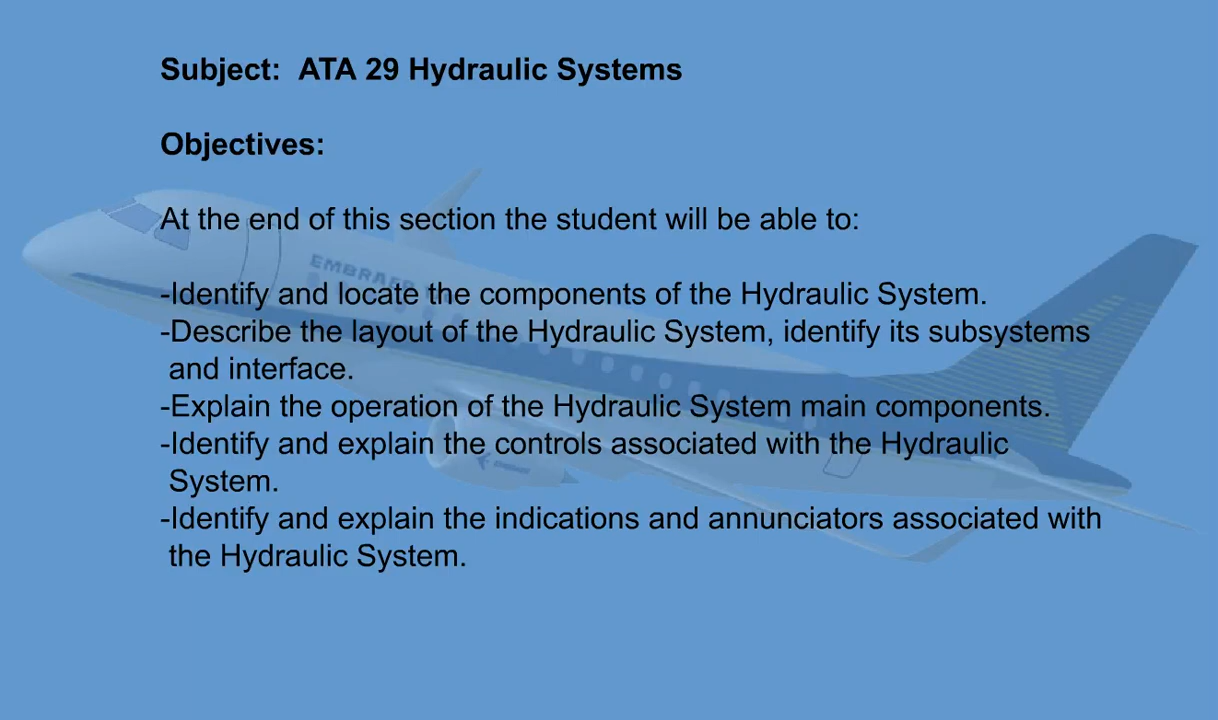 Subject:  ATA 29 Hydraulic Systems
Objectives:
At the end of this section the student will be able to:
EMBRAER
-Identify and locate the components of the Hydraulic System.
-Describe the layout of the Hydraulic System, identify its subsystems
and interface.
-Explain the operation of the Hydraulic System main components.
-Identify and explain the controls associated with the Hydraulic
System.
-Identify and explain the indications and annunciators associated with
the Hydraulic System.